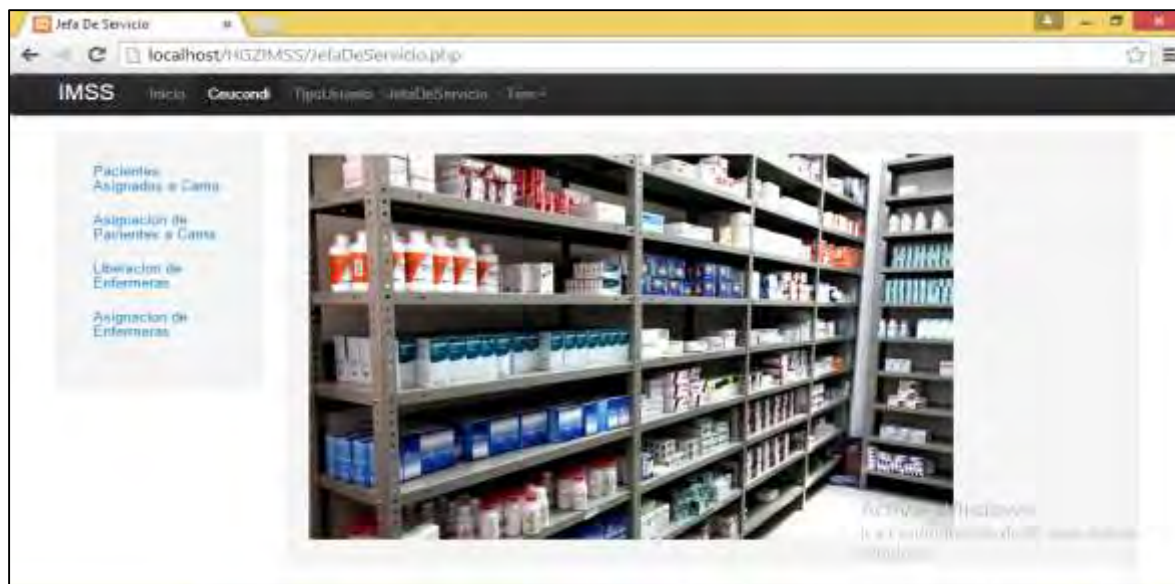 Jefa De Servicio
localhost/HGZIMSS/JefaDeServicio.php
IMSS Inicio Ceucondi TipoUsuario JefaDeServicio
Pacientes
Asignados a Cama
Asignacion de
Pacientes a Cama
Liberacion de
Enfermeras
Asignacion de
Enfermeras
Activar Windows